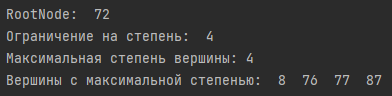 RootNode:  72
Ограничение на степень:  4
Максимальная степень вершины: 4
Вершины с максимальной степенью:  8  76  77  87